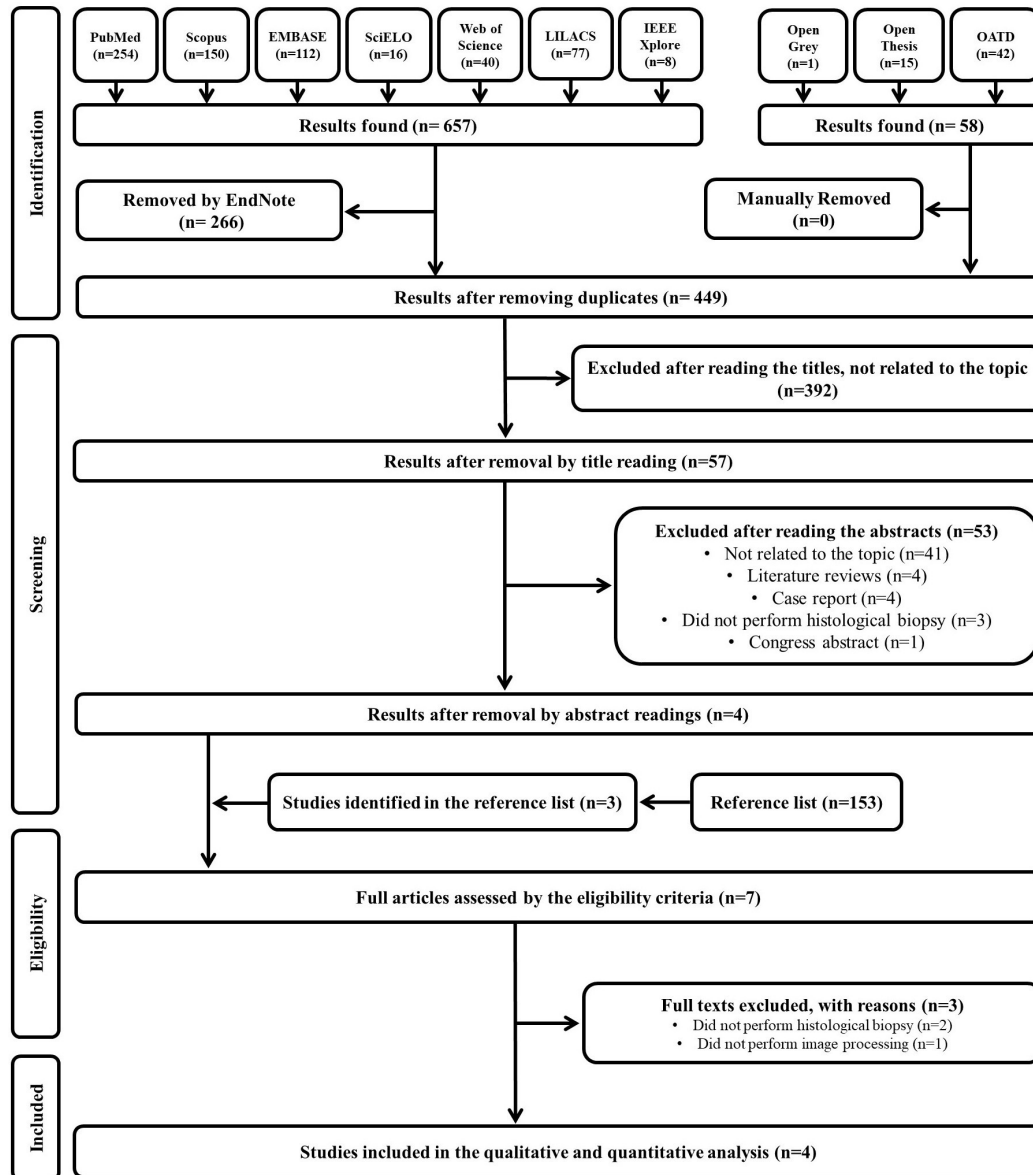 PubMed
(n=254)
Scopus
(n=150)
EMBASE
(n=112)
SciELO
(n=16)
Web of
Science
(n=40)
LILACS
(n=77)
IEEE
Xplore
(n=8)
Open
Grey
(n=1)
Open
Thesis
(n=15)
OATD
(n=42)
Identification
Results found (n= 657)
Results found (n= 58)
Removed by EndNote
(n= 266)
Manually Removed
(n=0)
Results after removing duplicates (n= 449)
Screening
Excluded after reading the titles, not related to the topic
(n=392)
Results after removal by title reading (n=57)
Excluded after reading the abstracts (n=53)
• Not related to the topic (n=41)
• Literature reviews (n=4)
• Case report (n=4)
• Did not perform histological biopsy (n=3)
• Congress abstract (n=1)
Results after removal by abstract readings (n=4)
Studies identified in the reference list (n=3)
Reference list (n=153)
Eligibility
Full articles assessed by the eligibility criteria (n=7)
Full texts excluded, with reasons (n=3)
• Did not perform histological biopsy (n=2)
• Did not perform image processing (n=1)
Included
Studies included in the qualitative and quantitative analysis (n=4)